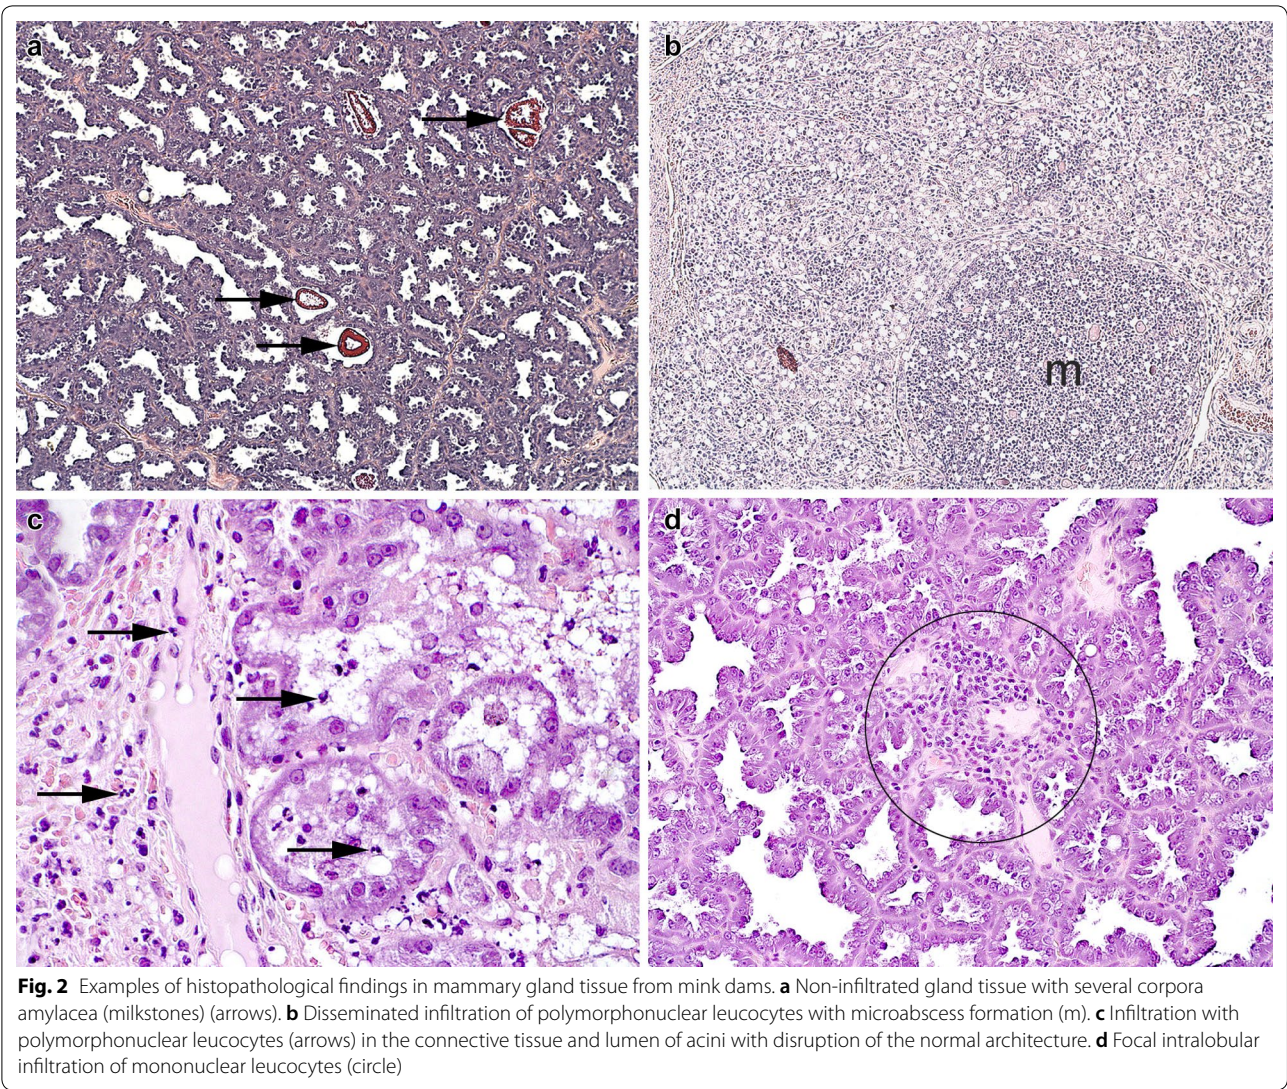 a
b
m
c
d
Fig. 2 Examples of histopathological findings in mammary gland tissue from mink dams. a Non-infiltrated gland tissue with several corpora
amylacea (milkstones) (arrows). b Disseminated infiltration of polymorphonuclear leucocytes with microabscess formation (m). c Infiltration with
polymorphonuclear leucocytes (arrows) in the connective tissue and lumen of acini with disruption of the normal architecture. d Focal intralobular
infiltration of mononuclear leucocytes (circle)